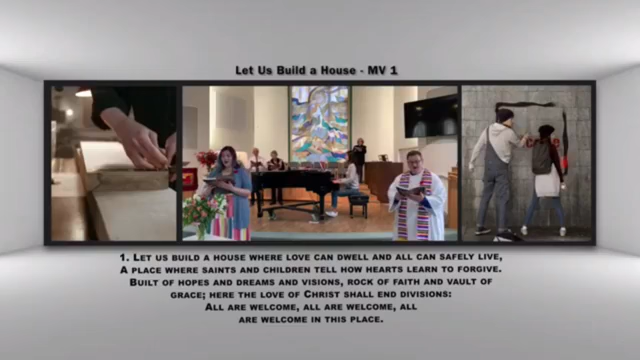 Let Us Build a House - MV 1
1. Let us build a house where love can dwell and all can safely live,
A place where saints and children tell how hearts learn to forgive.
Built of hopes and dreams and visions, rock of faith and vault of
grace; here the love of Christ shall end divisions:
All are welcome, all are welcome, all
are welcome in this place.